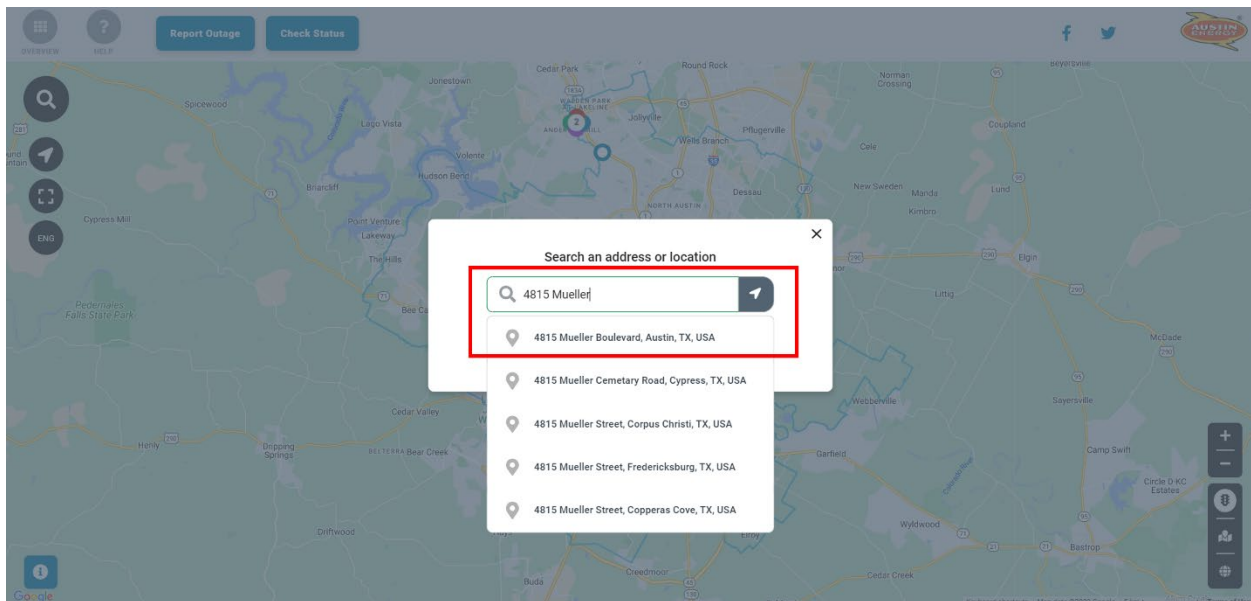 OVERVIEW
HELP
Report Outage
Check Status
AUSTIN
ENERGY
Cedar Park
Round Rock
Beyersville
Jonestown
Norman
Crossing
Spicewood
Lago Vista
Jollyville
Coupland
2
Pflugerville
Wells Branch
Cele
Volente
Hudson Bend
Briarcliff
Dessau
New Sweden
Manda
Lund
Kimbro
NORTH AUSTIN
Cypress Mill
ENG
Point Venture
Lakeway
The Hills
Search an address or location
Elgin
4815 Mueller
Littig
Pedernales
Falls State Park
Bee Ca
4815 Mueller Boulevard, Austin, TX, USA
McDade
4815 Mueller Cemetary Road, Cypress, TX, USA
Webberville
Sayersville
Cedar Valley
4815 Mueller Street, Corpus Christi, TX, USA
Henly
Dripping
Springs
BELTERRA
Bear Creek
Garfield
Camp Swift
4815 Mueller Street, Fredericksburg, TX, USA
Circle D-KC
Estates
4815 Mueller Street, Copperas Cove, TX, USA
Driftwood
Wyldwood
Bastrop
Creedmoor
Cedar Creek
Buda
Google